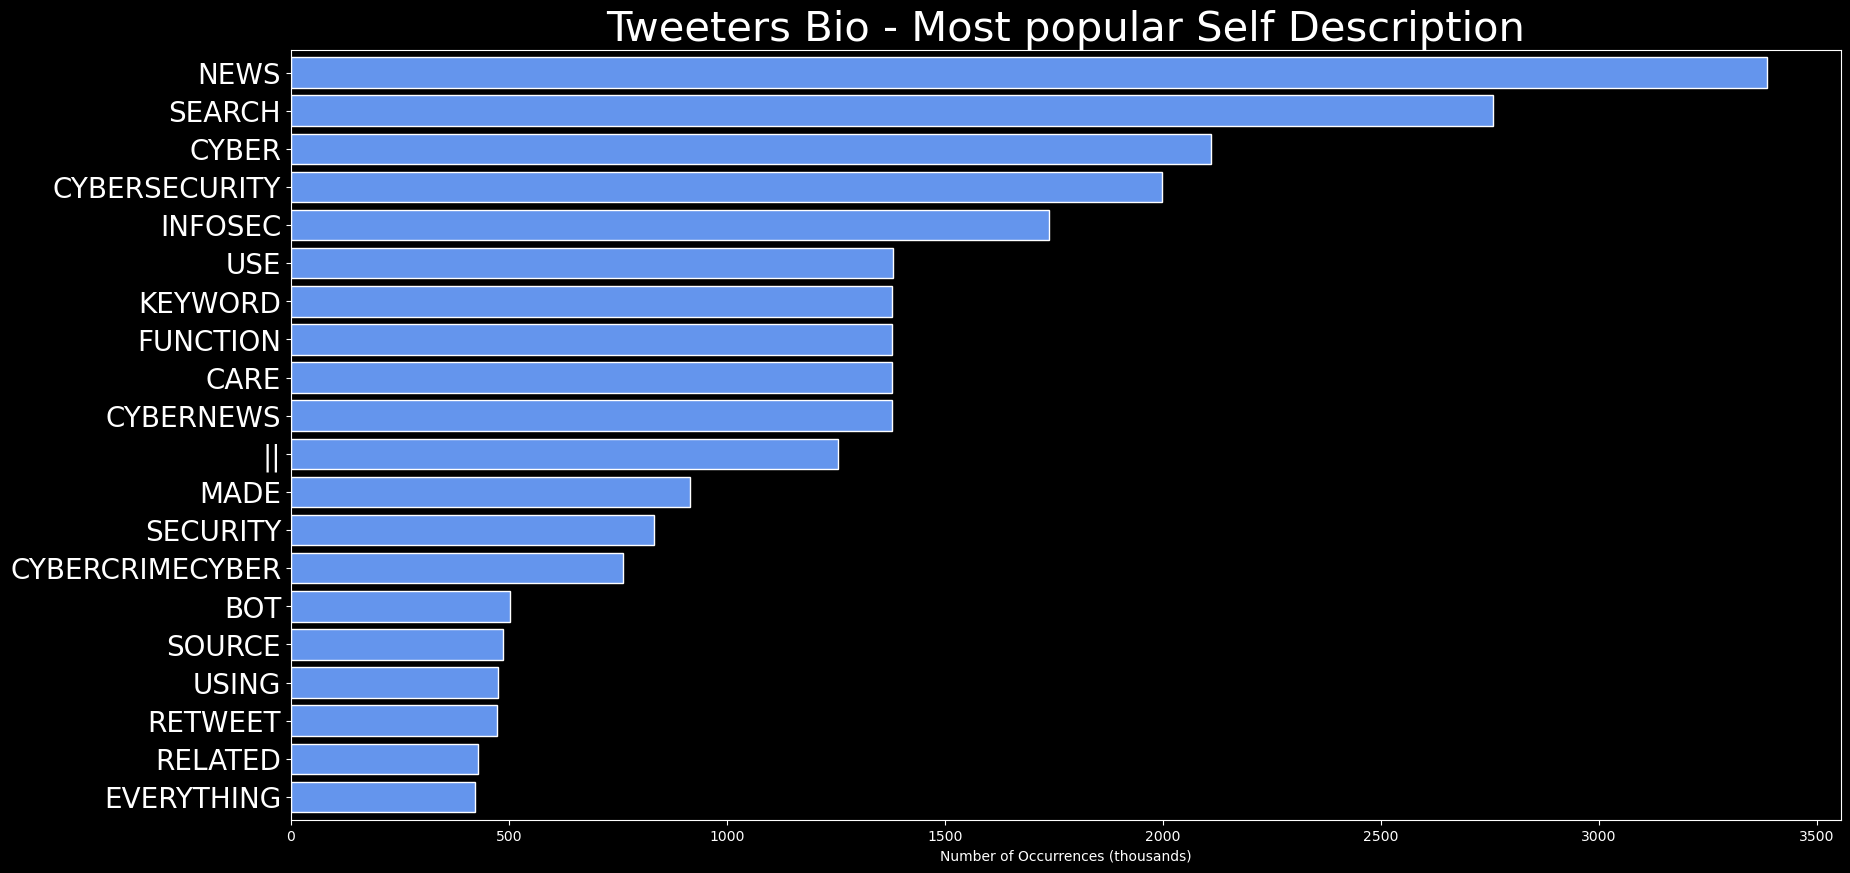 Tweeters Bio - Most popular Self Description
NEWS
SEARCH
CYBER
CYBERSECURITY
INFOSEC
USE
KEYWORD
FUNCTION
CARE
CYBERNEWS
||
MADE
SECURITY
CYBERCRIMECYBER
BOT
SOURCE
USING
RETWEET
RELATED
EVERYTHING
0 500 1000 1500 2000 2500 3000 3500
Number of Occurrences (thousands)